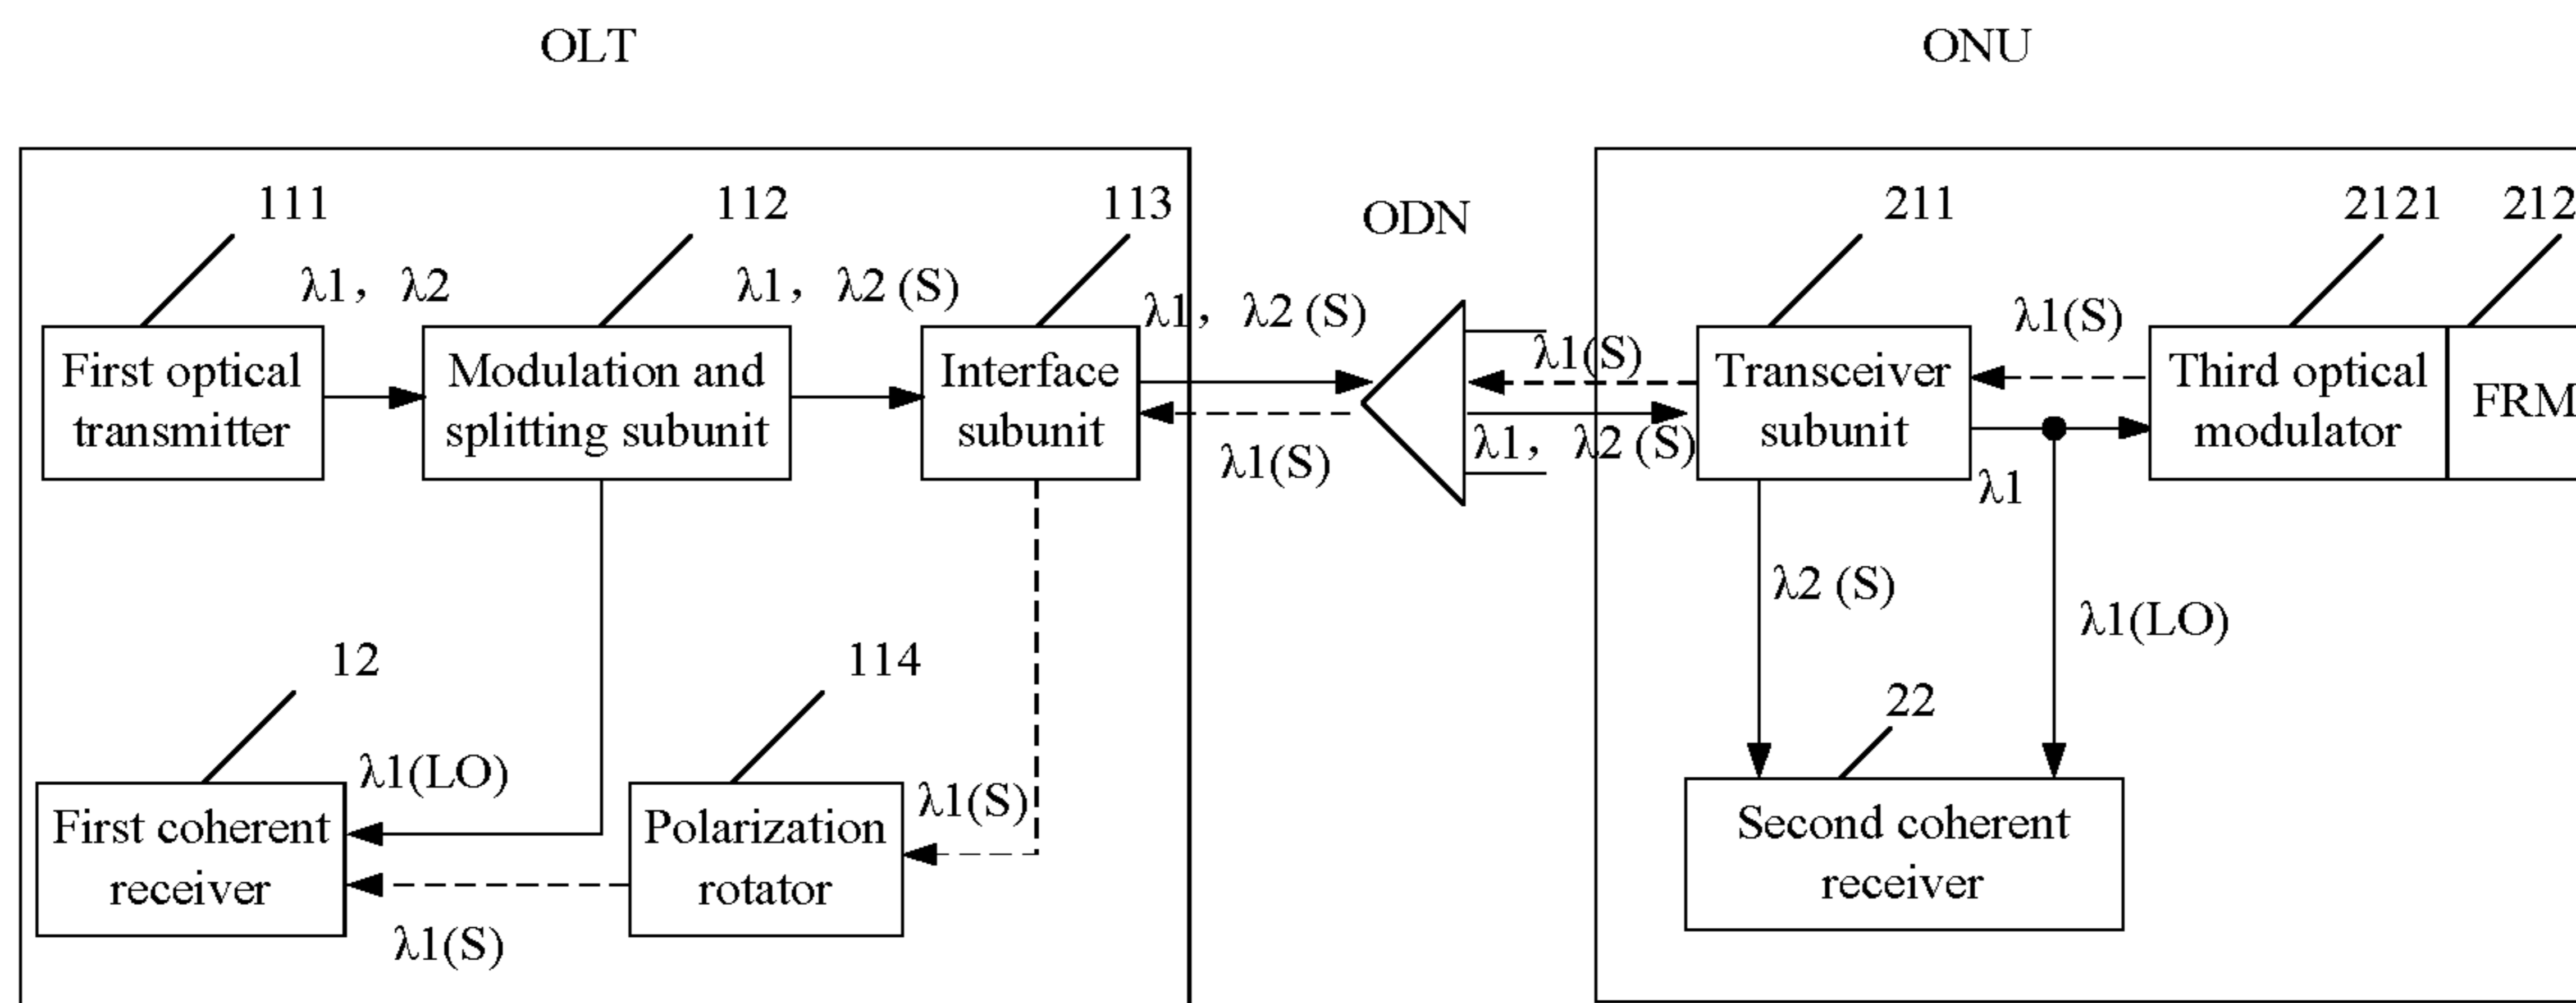 OLT
ONU
111
112
113
ODN
211
2121
212
λ1， λ2
λ1， λ2 (S)
λ1， λ2 (S)
λ1(S)
λ1(S)
First optical
transmitter
Modulation and
splitting subunit
Interface
subunit
Transceiver
subunit
Third optical
modulator
FRM
λ1(S)
λ1， λ2 (S)
λ1
λ2 (S)
λ1(LO)
12
114
22
λ1(LO)
λ1(S)
First coherent
receiver
Polarization
rotator
Second coherent
receiver
λ1(S)